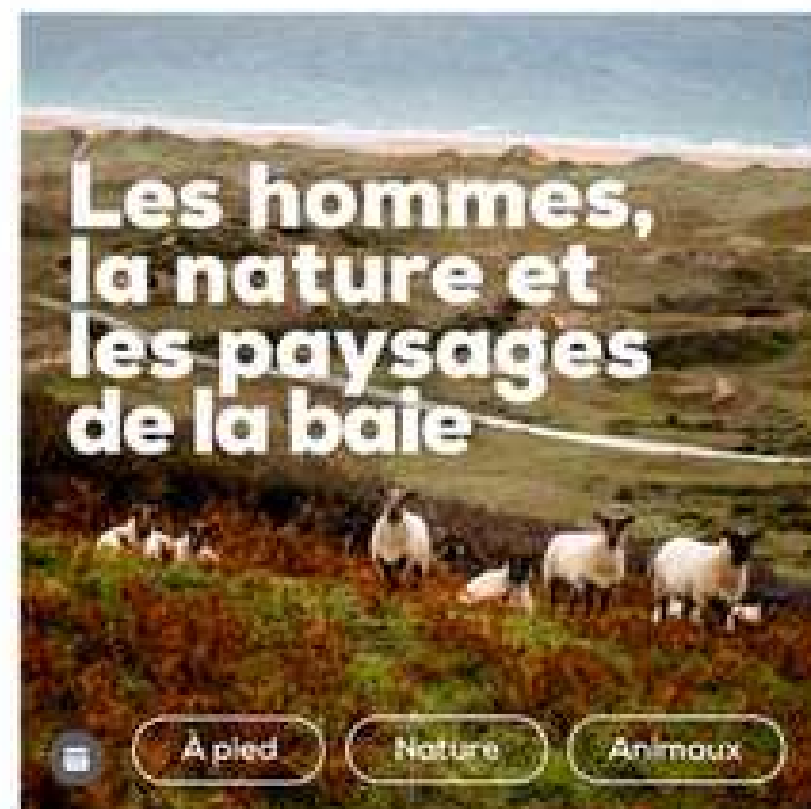 Les hommes,
la nature et
les paysages
de la baie
À pied
Nature
Animaux